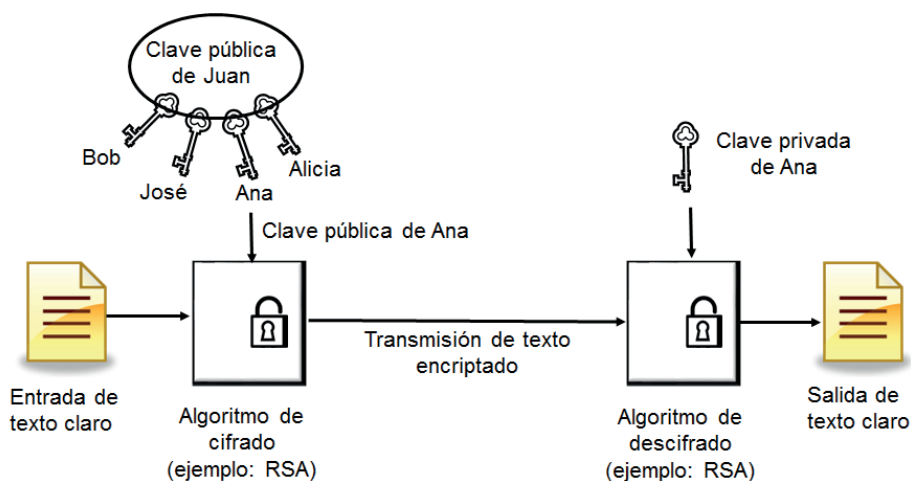 Clave pública
de Juan
Bob
José
Ana
Alicia
Clave pública de Ana
Clave privada
de Ana
Entrada de
texto claro
Algoritmo de
cifrado
(ejemplo: RSA)
Transmisión de texto
encriptado
Algoritmo de
descifrado
(ejemplo: RSA)
Salida de
texto claro